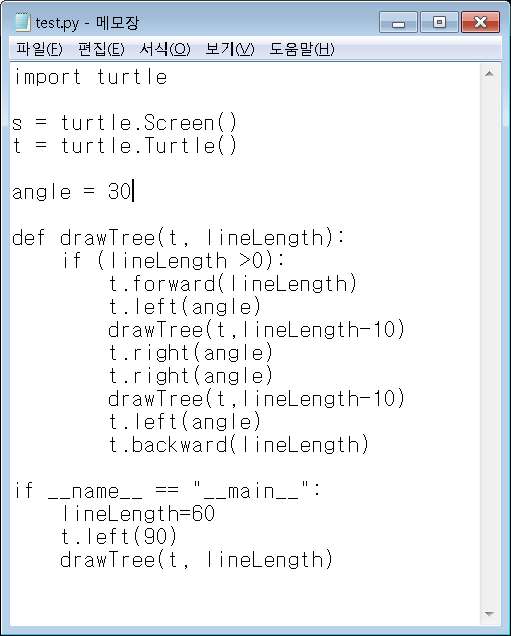 test.py - 메모장
파일(F) 편집(E) 서식(O) 보기(V) 도움말(H)
import turtle
s = turtle.Screen()
t = turtle.Turtle()
angle = 30
def drawTree(t, lineLength):
    if (lineLength >0):
        t.forward(lineLength)
        t.left(angle)
        drawTree(t,lineLength-10)
        t.right(angle)
        t.right(angle)
        drawTree(t,lineLength-10)
        t.left(angle)
        t.backward(lineLength)
if __name__ == "__main__":
    lineLength=60
    t.left(90)
    drawTree(t, lineLength)